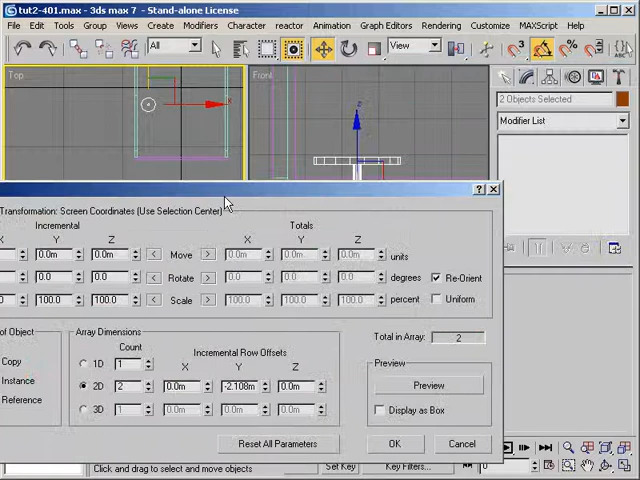 tut2-401.max - 3ds max 7 - Stand-alone License
File Edit Tools Group Views Create Modifiers Character reactor Animation Graph Editors Rendering Customize MAXScript Help
All View
Top Front
2 Objects Selected
Modifier List
Transformation: Screen Coordinates (Use Selection Center)
Incremental Totals
X Y Z X Y Z
0.0m 0.0m < Move > 0.0m 0.0m 0.0m units
0.0 0.0 < Rotate > 0.0 0.0 0.0 degrees Re-Orient
0 100.0 100.0 < Scale > 100.0 100.0 100.0 percent Uniform
of Object Array Dimensions Total in Array: 2
Count Incremental Row Offsets
Copy 1D 1 X Y Z Preview
Instance 2D 2 0.0m -2.108m 0.0m Preview
Reference 3D 1 0.0m 0.0m 0.0m Display as Box
Reset All Parameters OK Cancel
Click and drag to select and move objects Set Key Key Filters... 0